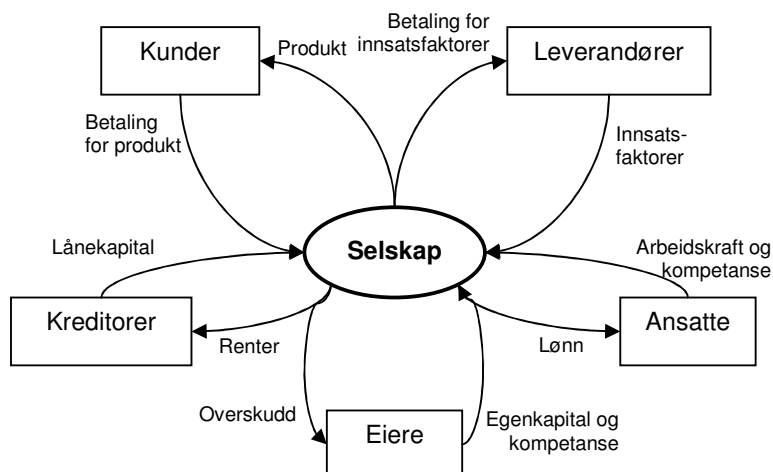 Kunder
Produkt
Betaling for
innsatsfaktorer
Leverandører
Betaling
for produkt
Innsats-
faktorer
Selskap
Lånekapital
Arbeidskraft og
kompetanse
Kreditorer
Renter
Lønn
Ansatte
Overskudd
Eiere
Egenkapital og
kompetanse